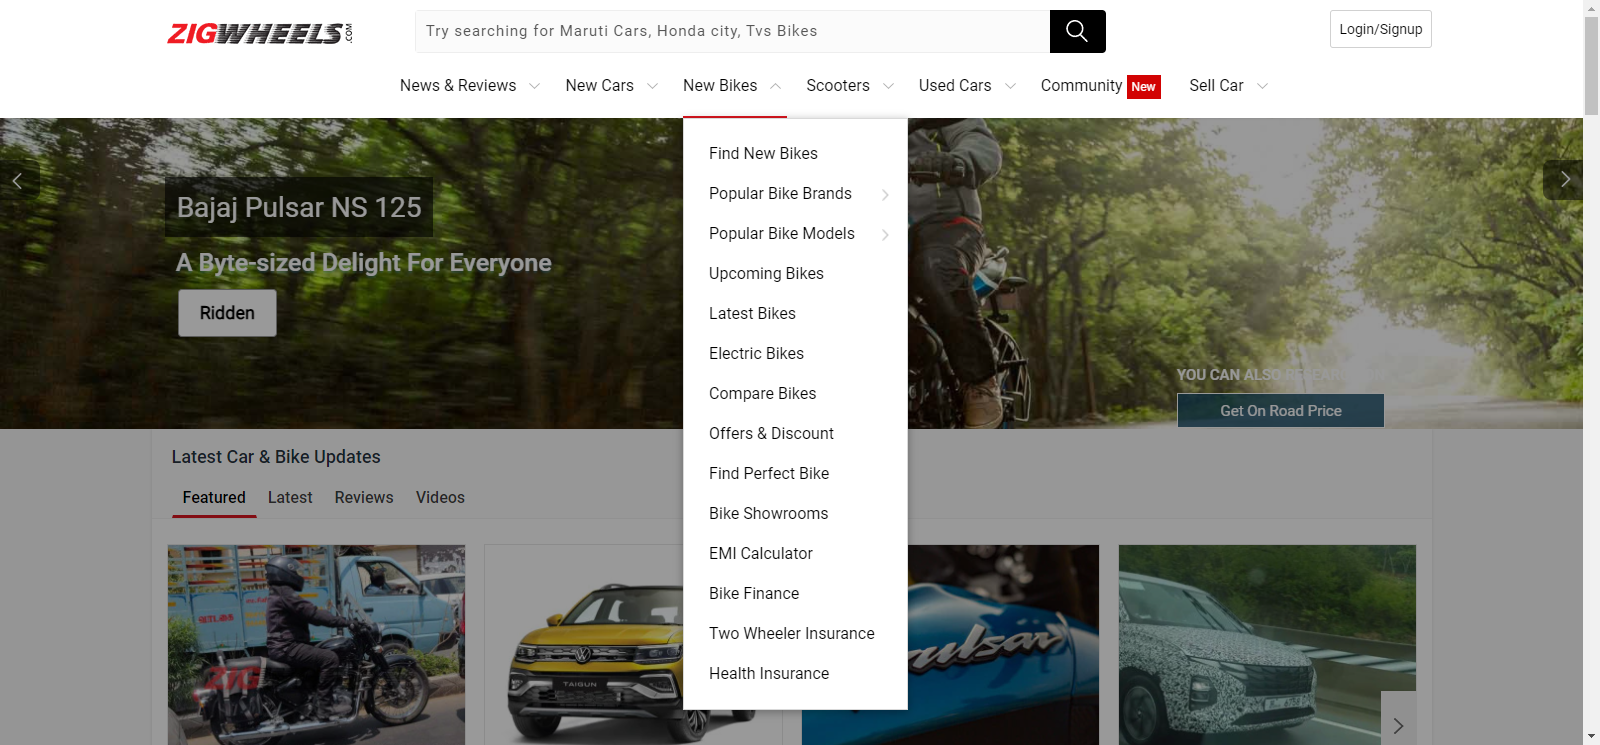 ZIGWHEELS.COM
Try searching for Maruti Cars, Honda city, Tvs Bikes
Login/Signup
News & Reviews
New Cars
New Bikes
Scooters
Used Cars
Community New
Sell Car
Find New Bikes
Popular Bike Brands
Popular Bike Models
Upcoming Bikes
Latest Bikes
Electric Bikes
Compare Bikes
Offers & Discount
Find Perfect Bike
Bike Showrooms
EMI Calculator
Bike Finance
Two Wheeler Insurance
Health Insurance
Bajaj Pulsar NS 125
A Byte-sized Delight For Everyone
Ridden
YOU CAN ALSO RESEARCH
Get On Road Price
Latest Car & Bike Updates
Featured
Latest
Reviews
Videos
ZIG
TAIGUN
pulsar